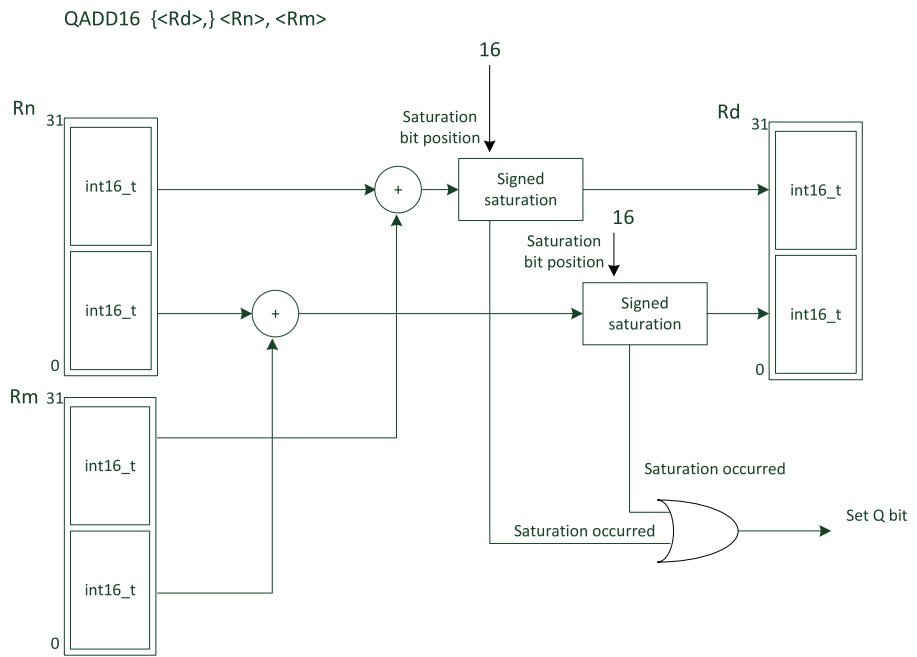 QADD16 {<Rd>,} <Rn>, <Rm>
16
Rn
31
Saturation
bit position
Rd
31
int16_t
+
Signed
saturation
int16_t
16
Saturation
bit position
int16_t
+
Signed
saturation
int16_t
0
0
Rm
31
int16_t
Saturation occurred
Set Q bit
Saturation occurred
int16_t
0